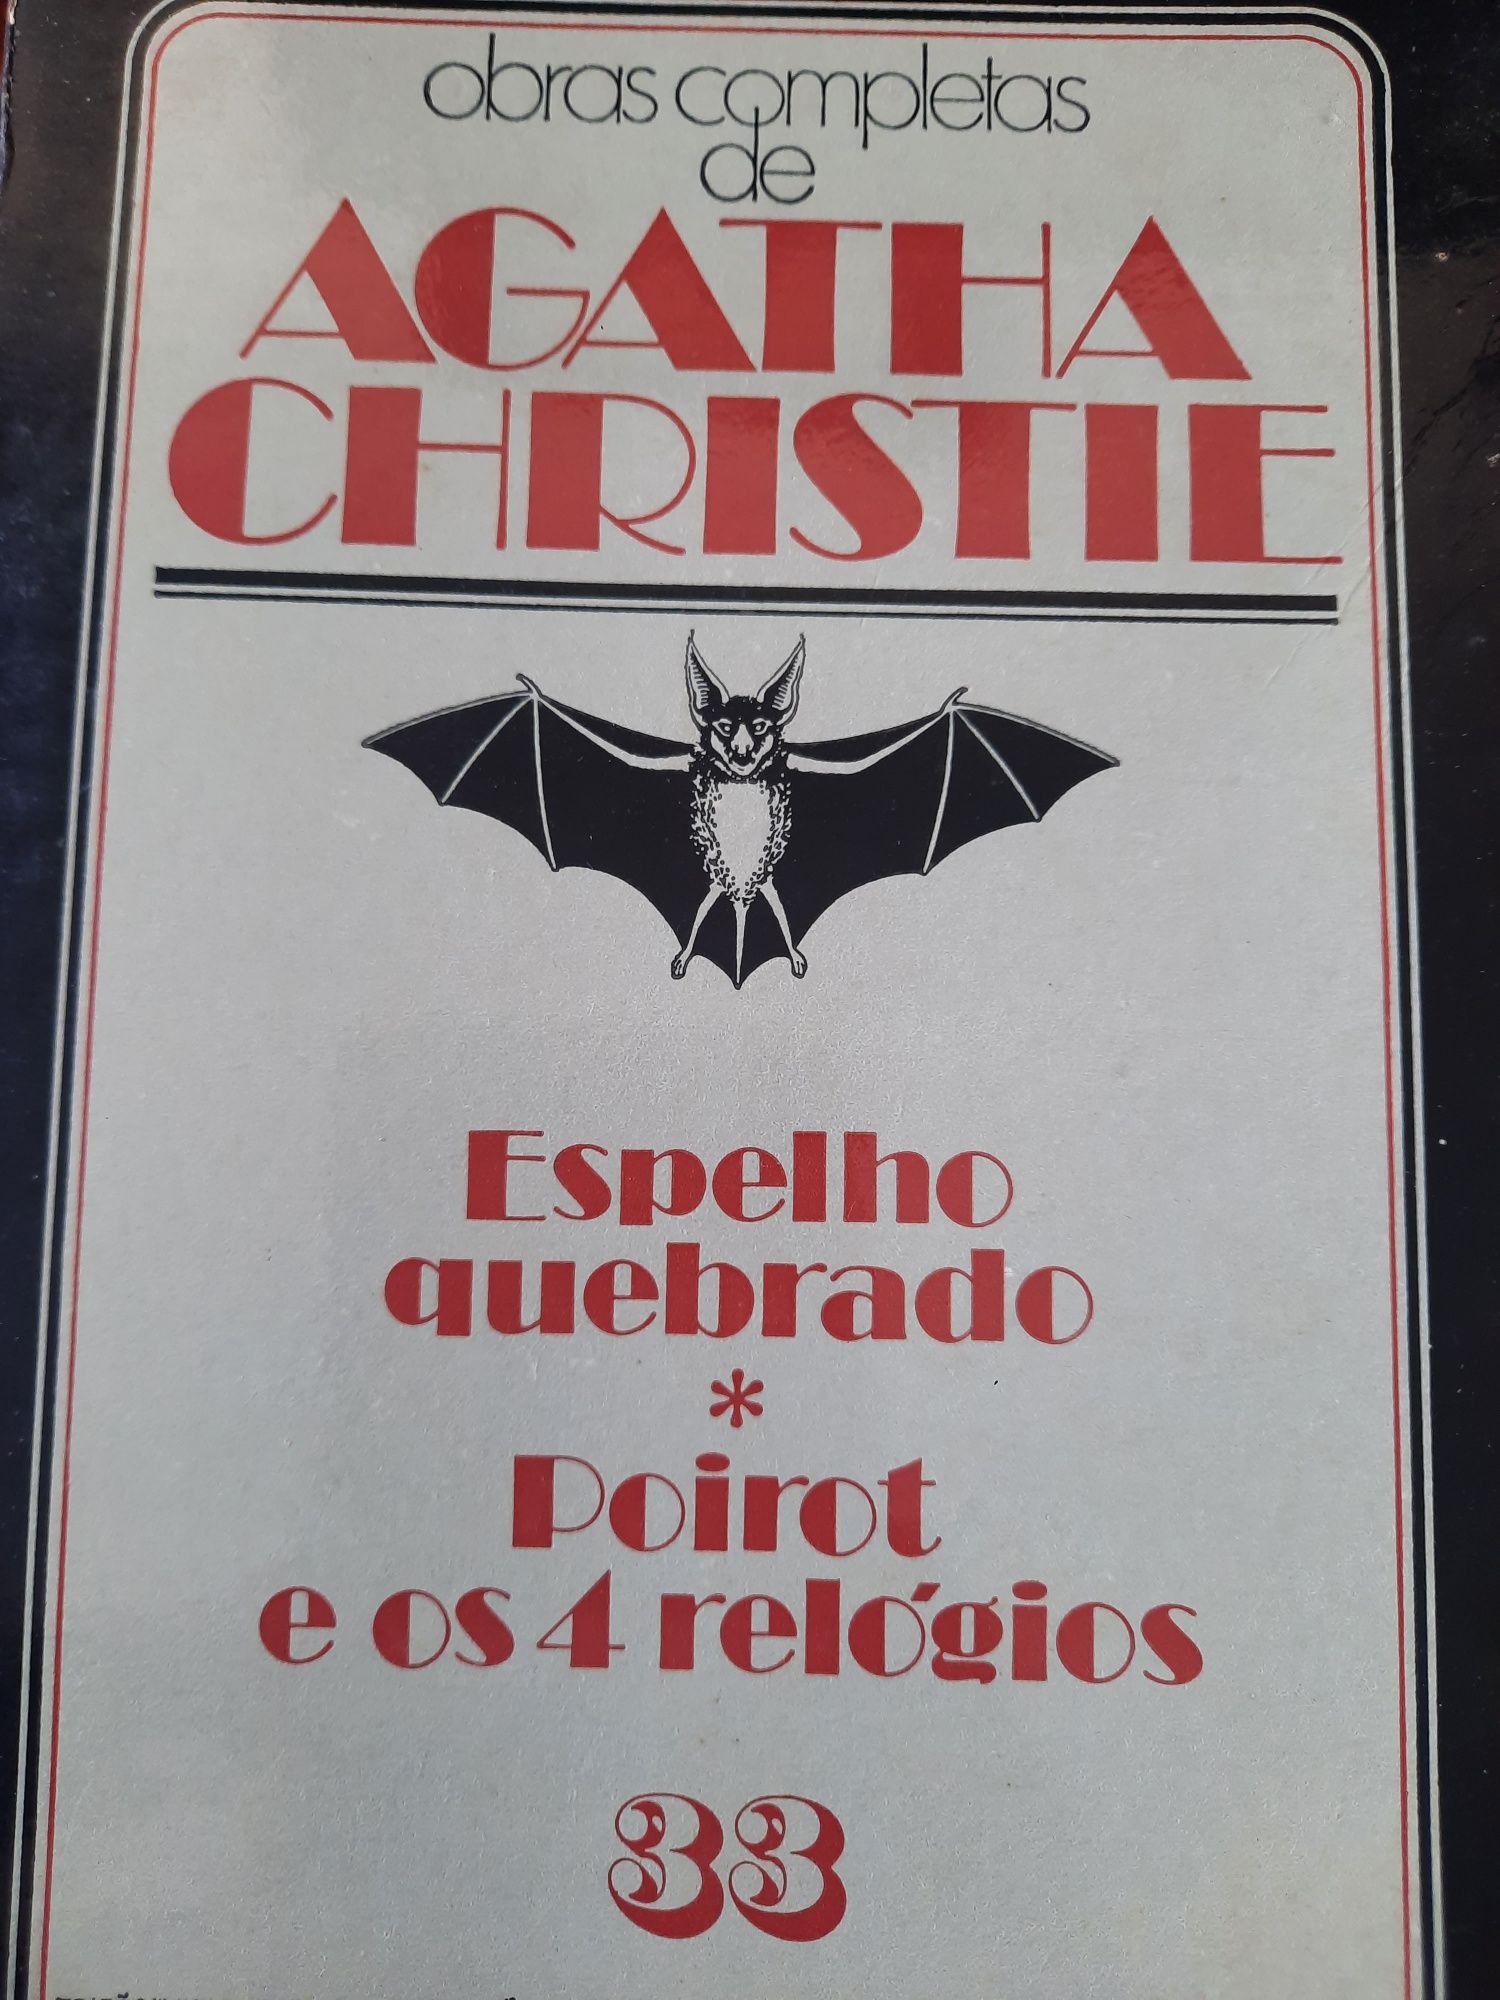 obras completas
de
AGATHA
CHRISTIE
Espelho
quebrado
*
Poirot
e os 4 relógios
33